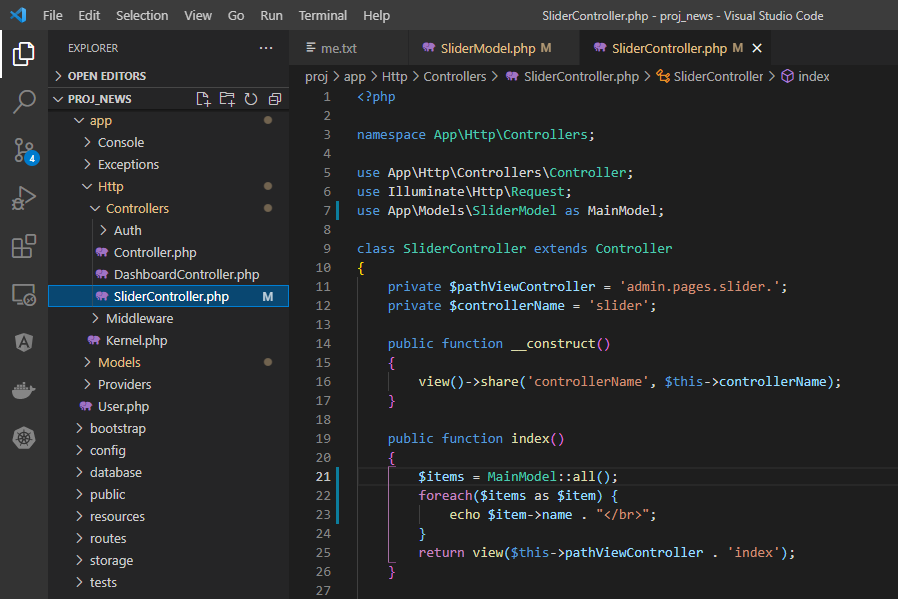 File Edit Selection View Go Run Terminal Help SliderController.php - proj_news - Visual Studio Code
EXPLORER ...
OPEN EDITORS
PROJ_NEWS
app
Console
Exceptions
Http
Controllers
Auth
Controller.php
DashboardController.php
SliderController.php M
Middleware
Kernel.php
Models
Providers
User.php
bootstrap
config
database
public
resources
routes
storage
tests
4
me.txt SliderModel.php M SliderController.php M
proj > app > Http > Controllers > SliderController.php > SliderController > index
1 <?php
2
3 namespace App\Http\Controllers;
4
5 use App\Http\Controllers\Controller;
6 use Illuminate\Http\Request;
7 use App\Models\SliderModel as MainModel;
8
9 class SliderController extends Controller
10 {
11 private $pathViewController = 'admin.pages.slider.';
12 private $controllerName = 'slider';
13
14 public function __construct()
15 {
16 view()->share('controllerName', $this->controllerName);
17 }
18
19 public function index()
20 {
21 $items = MainModel::all();
22 foreach($items as $item) {
23 echo $item->name . "</br>";
24 }
25 return view($this->pathViewController . 'index');
26 }
27